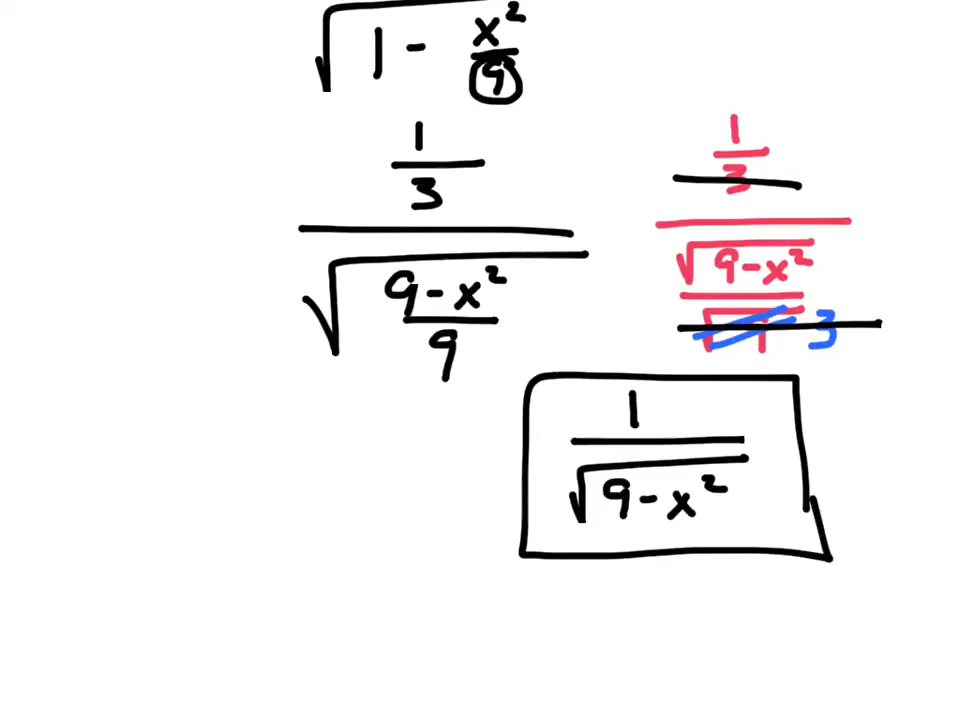 √(1 - x²/9)
(1/3)/√((9-x²)/9)
(1/3)/(√(9-x²)/√9) 3
1/√(9-x²)